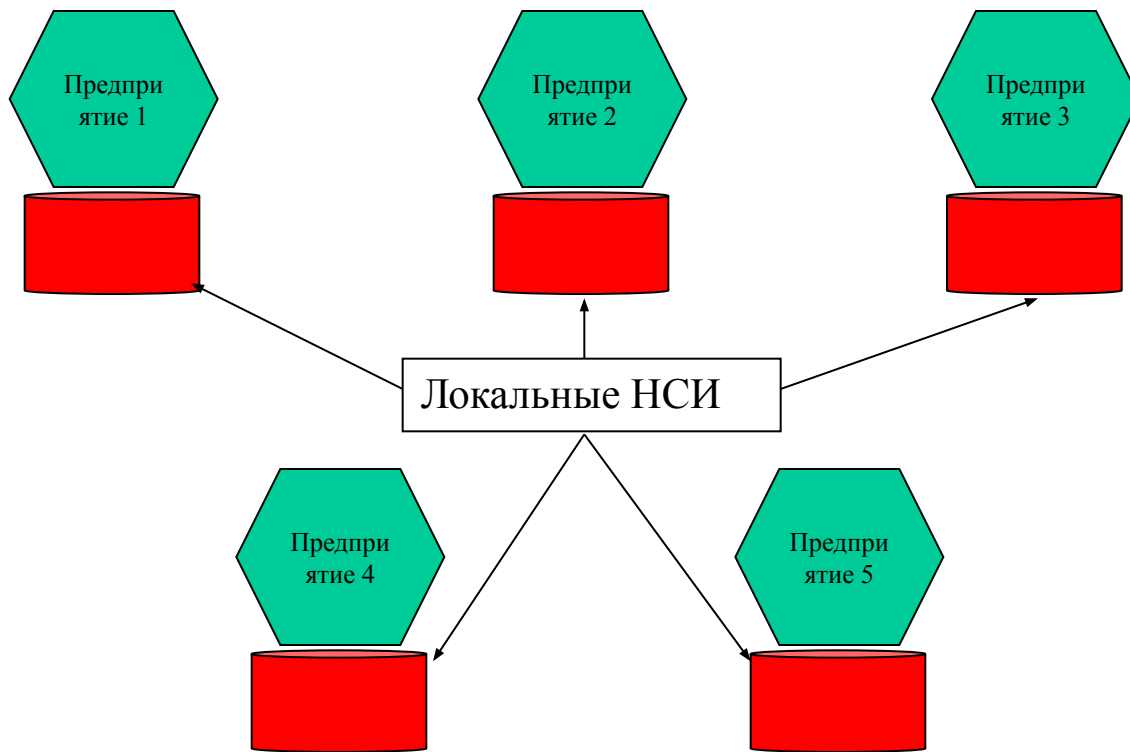 Предпри
ятие 1
Предпри
ятие 2
Предпри
ятие 3
Локальные НСИ
Предпри
ятие 4
Предпри
ятие 5